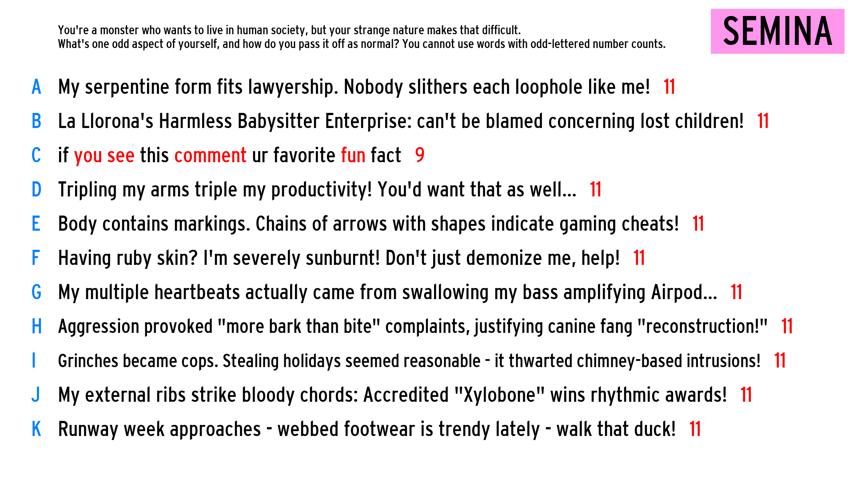 You're a monster who wants to live in human society, but your strange nature makes that difficult.
What's one odd aspect of yourself, and how do you pass it off as normal? You cannot use words with odd-lettered number counts.
SEMINA
A My serpentine form fits lawyership. Nobody slithers each loophole like me! 11
B La Llorona's Harmless Babysitter Enterprise: can't be blamed concerning lost children! 11
C if you see this comment ur favorite fun fact 9
D Tripling my arms triple my productivity! You'd want that as well... 11
E Body contains markings. Chains of arrows with shapes indicate gaming cheats! 11
F Having ruby skin? I'm severely sunburnt! Don't just demonize me, help! 11
G My multiple heartbeats actually came from swallowing my bass amplifying Airpod... 11
H Aggression provoked "more bark than bite" complaints, justifying canine fang "reconstruction!" 11
I Grinches became cops. Stealing holidays seemed reasonable - it thwarted chimney-based intrusions! 11
J My external ribs strike bloody chords: Accredited "Xylobone" wins rhythmic awards! 11
K Runway week approaches - webbed footwear is trendy lately - walk that duck! 11